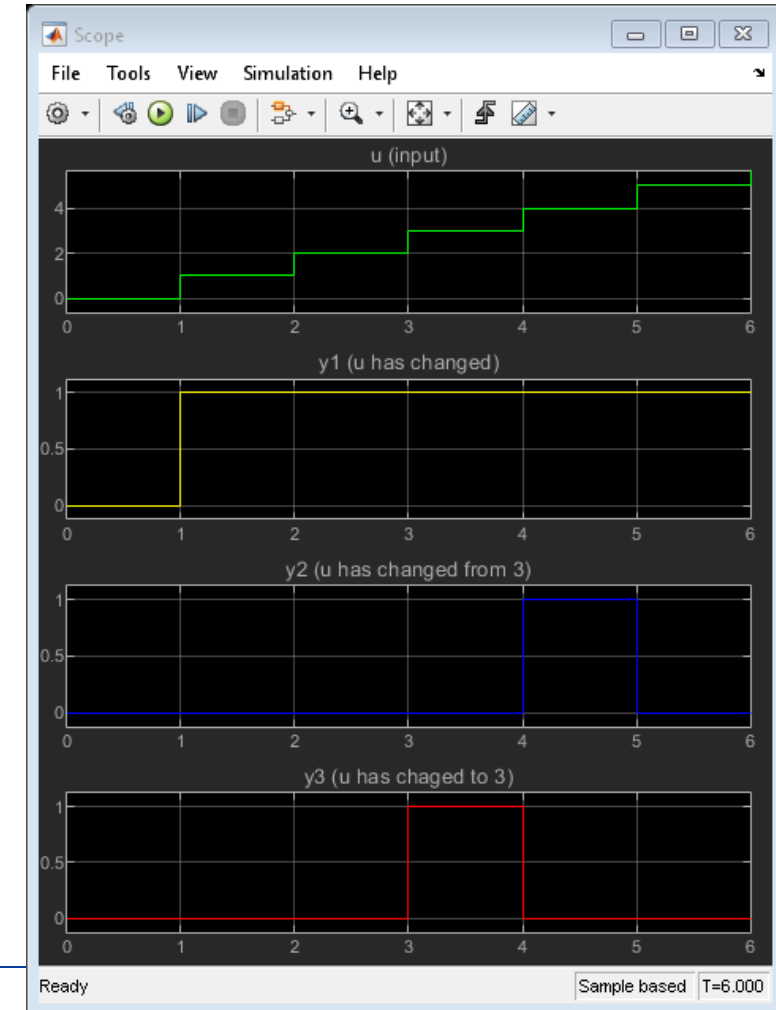 Scope
File Tools View Simulation Help
u (input)
4
2
0
0 1 2 3 4 5 6
y1 (u has changed)
1
0.5
0
0 1 2 3 4 5 6
y2 (u has changed from 3)
1
0.5
0
0 1 2 3 4 5 6
y3 (u has chaged to 3)
1
0.5
0
0 1 2 3 4 5 6
Ready Sample based T=6.000